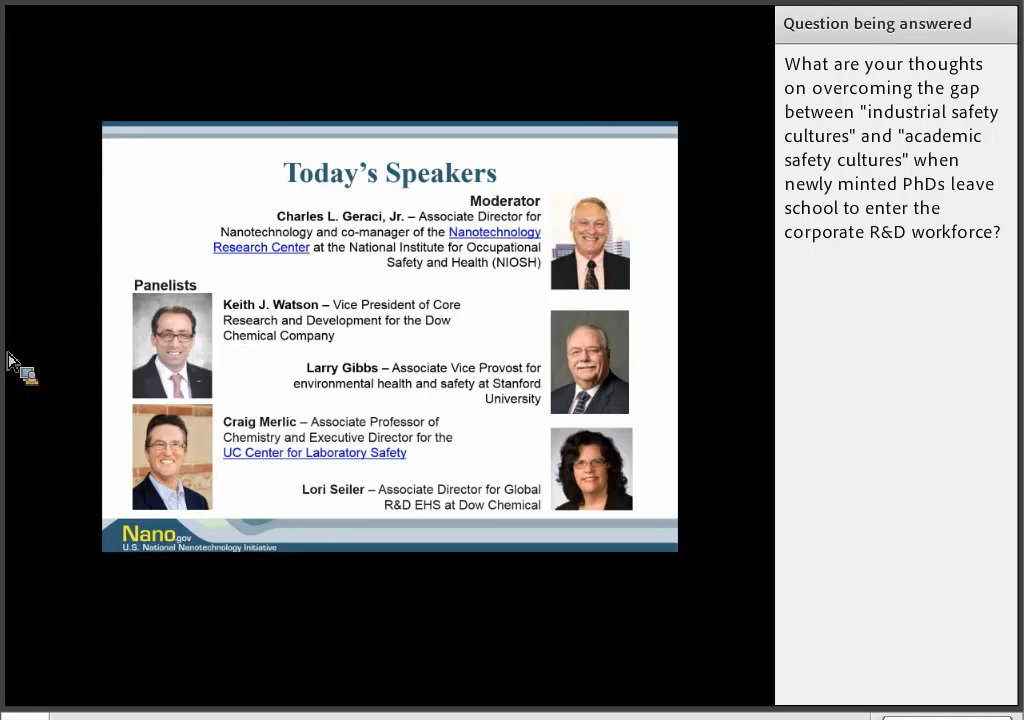 Question being answered
What are your thoughts
on overcoming the gap
between "industrial safety
cultures" and "academic
safety cultures" when
newly minted PhDs leave
school to enter the
corporate R&D workforce?
Today's Speakers
Moderator
Charles L. Geraci, Jr. – Associate Director for
Nanotechnology and co-manager of the Nanotechnology
Research Center at the National Institute for Occupational
Safety and Health (NIOSH)
Panelists
Keith J. Watson – Vice President of Core
Research and Development for the Dow
Chemical Company
Larry Gibbs – Associate Vice Provost for
environmental health and safety at Stanford
University
Craig Merlic – Associate Professor of
Chemistry and Executive Director for the
UC Center for Laboratory Safety
Lori Seiler – Associate Director for Global
R&D EHS at Dow Chemical
Nano.gov
U.S. National Nanotechnology Initiative